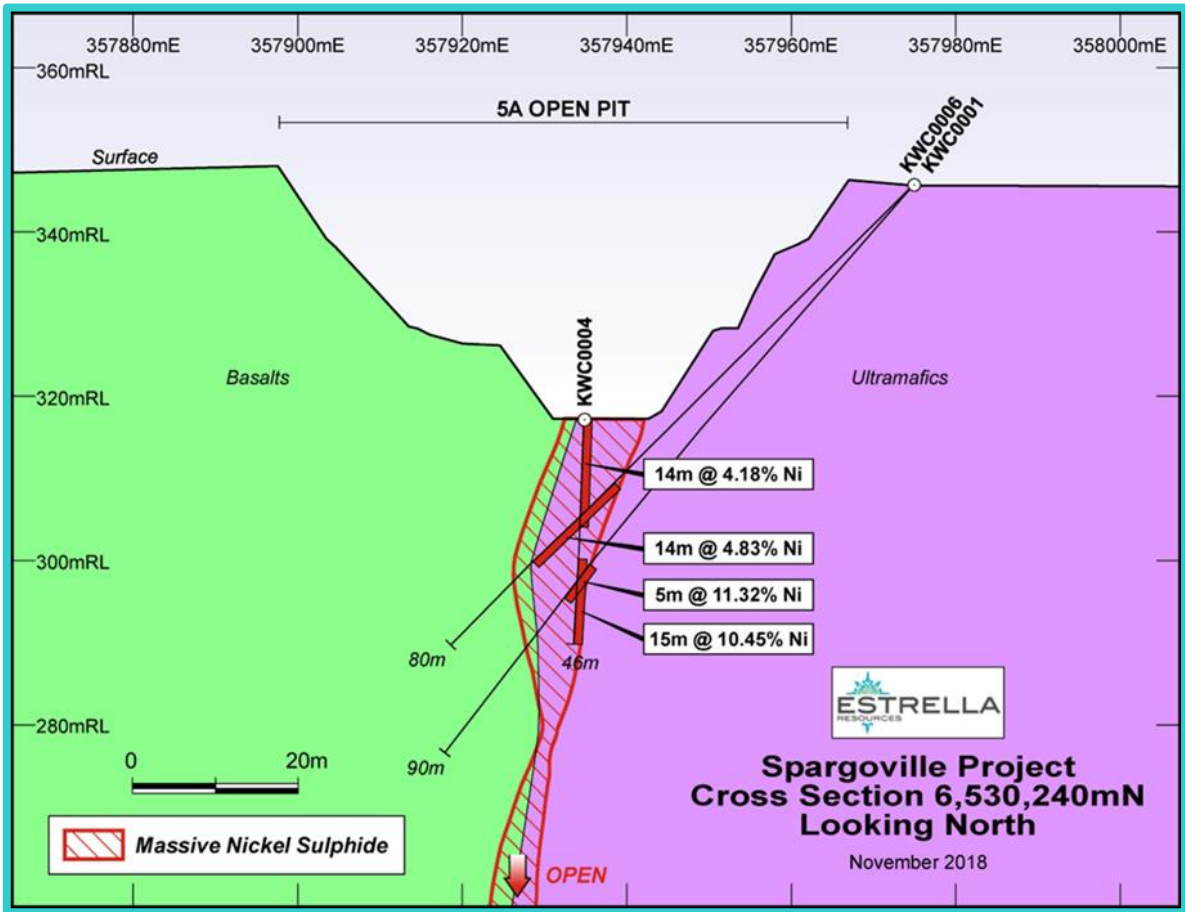 357880mE 357900mE 357920mE 357940mE 357960mE 357980mE 358000mE
360mRL
5A OPEN PIT
KWC0006
KWC0001
Surface
340mRL
KWC0004
Basalts
Ultramafics
320mRL
14m @ 4.18% Ni
14m @ 4.83% Ni
300mRL
5m @ 11.32% Ni
15m @ 10.45% Ni
80m
46m
280mRL
90m
0 20m
ESTRELLA
RESOURCES
Spargoville Project
Cross Section 6,530,240mN
Looking North
November 2018
Massive Nickel Sulphide
OPEN